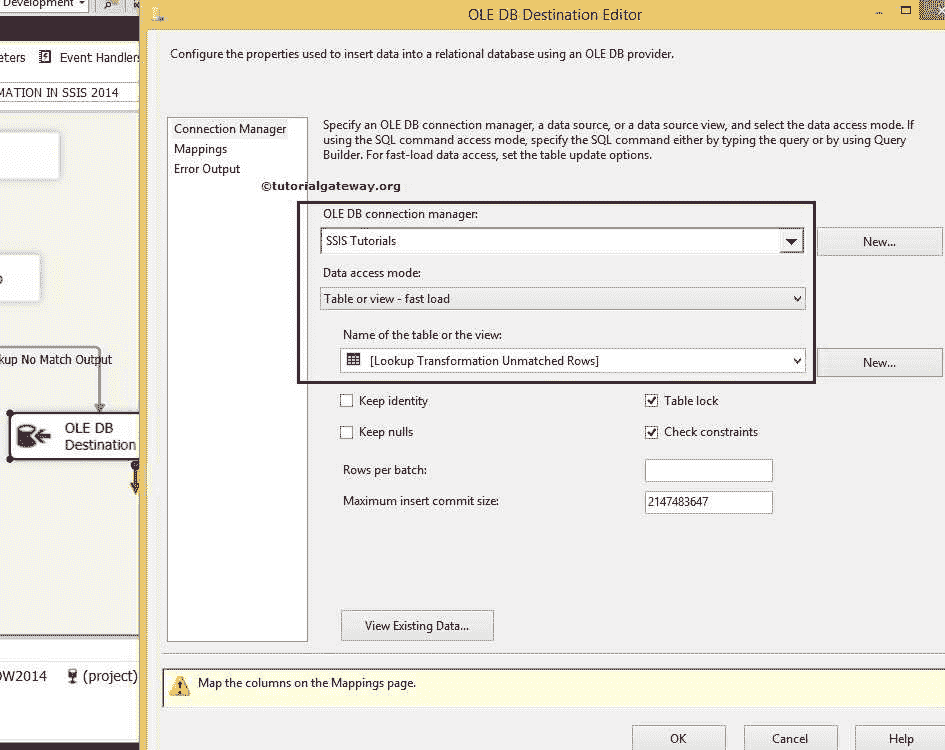 Development
OLE DB Destination Editor
Configure the properties used to insert data into a relational database using an OLE DB provider.
Event Handlers
IN SSIS 2014
Connection Manager
Mappings
Error Output
Specify an OLE DB connection manager, a data source, or a data source view, and select the data access mode. If
using the SQL command access mode, specify the SQL command either by typing the query or by using Query
Builder. For fast-load data access, set the table update options.
©tutorialgateway.org
OLE DB connection manager:
SSIS Tutorials
New...
Data access mode:
Table or view - fast load
Name of the table or the view:
[Lookup Transformation Unmatched Rows]
New...
No Match Output
OLE DB
Destination
Keep identity
Table lock
Keep nulls
Check constraints
Rows per batch:
Maximum insert commit size:
2147483647
View Existing Data...
(project)
Map the columns on the Mappings page.
OK
Cancel
Help